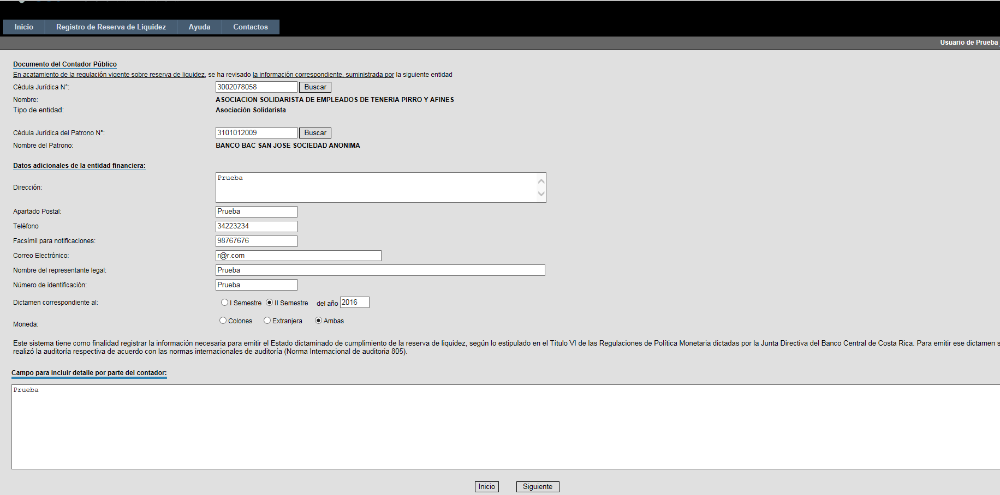 Inicio Registro de Reserva de Liquidez Ayuda Contactos
Usuario de Prueba
Documento del Contador Público
En acatamiento de la regulación vigente sobre reserva de liquidez, se ha revisado la información correspondiente, suministrada por la siguiente entidad
Cédula Jurídica N°: 3002078058 Buscar
Nombre: ASOCIACION SOLIDARISTA DE EMPLEADOS DE TENERIA PIRRO Y AFINES
Tipo de entidad: Asociación Solidarista
Cédula Jurídica del Patrono N°: 3101012009 Buscar
Nombre del Patrono: BANCO BAC SAN JOSE SOCIEDAD ANONIMA
Datos adicionales de la entidad financiera:
Dirección: Prueba
Apartado Postal: Prueba
Teléfono 34223234
Facsímil para notificaciones: 98767676
Correo Electrónico: r@r.com
Nombre del representante legal: Prueba
Número de identificación: Prueba
Dictamen correspondiente al: I Semestre II Semestre del año 2016
Moneda: Colones Extranjera Ambas
Este sistema tiene como finalidad registrar la información necesaria para emitir el Estado dictaminado de cumplimiento de la reserva de liquidez, según lo estipulado en el Título VI de las Regulaciones de Política Monetaria dictadas por la Junta Directiva del Banco Central de Costa Rica. Para emitir ese dictamen s
realizó la auditoría respectiva de acuerdo con las normas internacionales de auditoría (Norma Internacional de auditoria 805).
Campo para incluir detalle por parte del contador:
Prueba
Inicio Siguiente